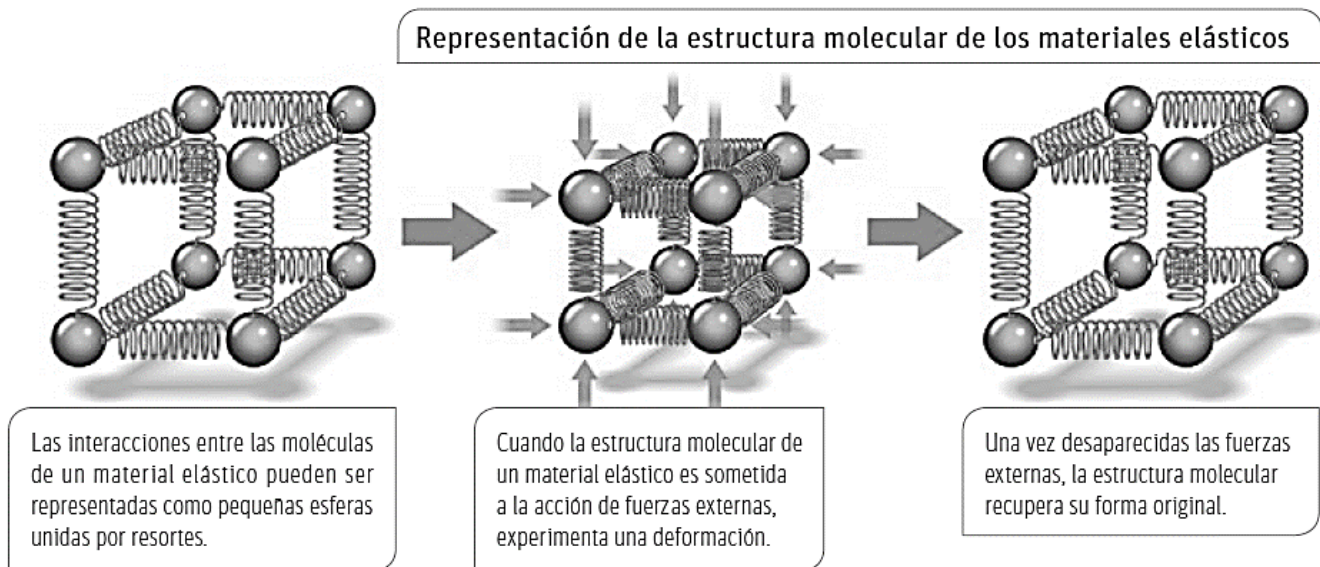 Representación de la estructura molecular de los materiales elásticos
Las interacciones entre las moléculas
de un material elástico pueden ser
representadas como pequeñas esferas
unidas por resortes.
Cuando la estructura molecular de
un material elástico es sometida
a la acción de fuerzas externas,
experimenta una deformación.
Una vez desaparecidas las fuerzas
externas, la estructura molecular
recupera su forma original.